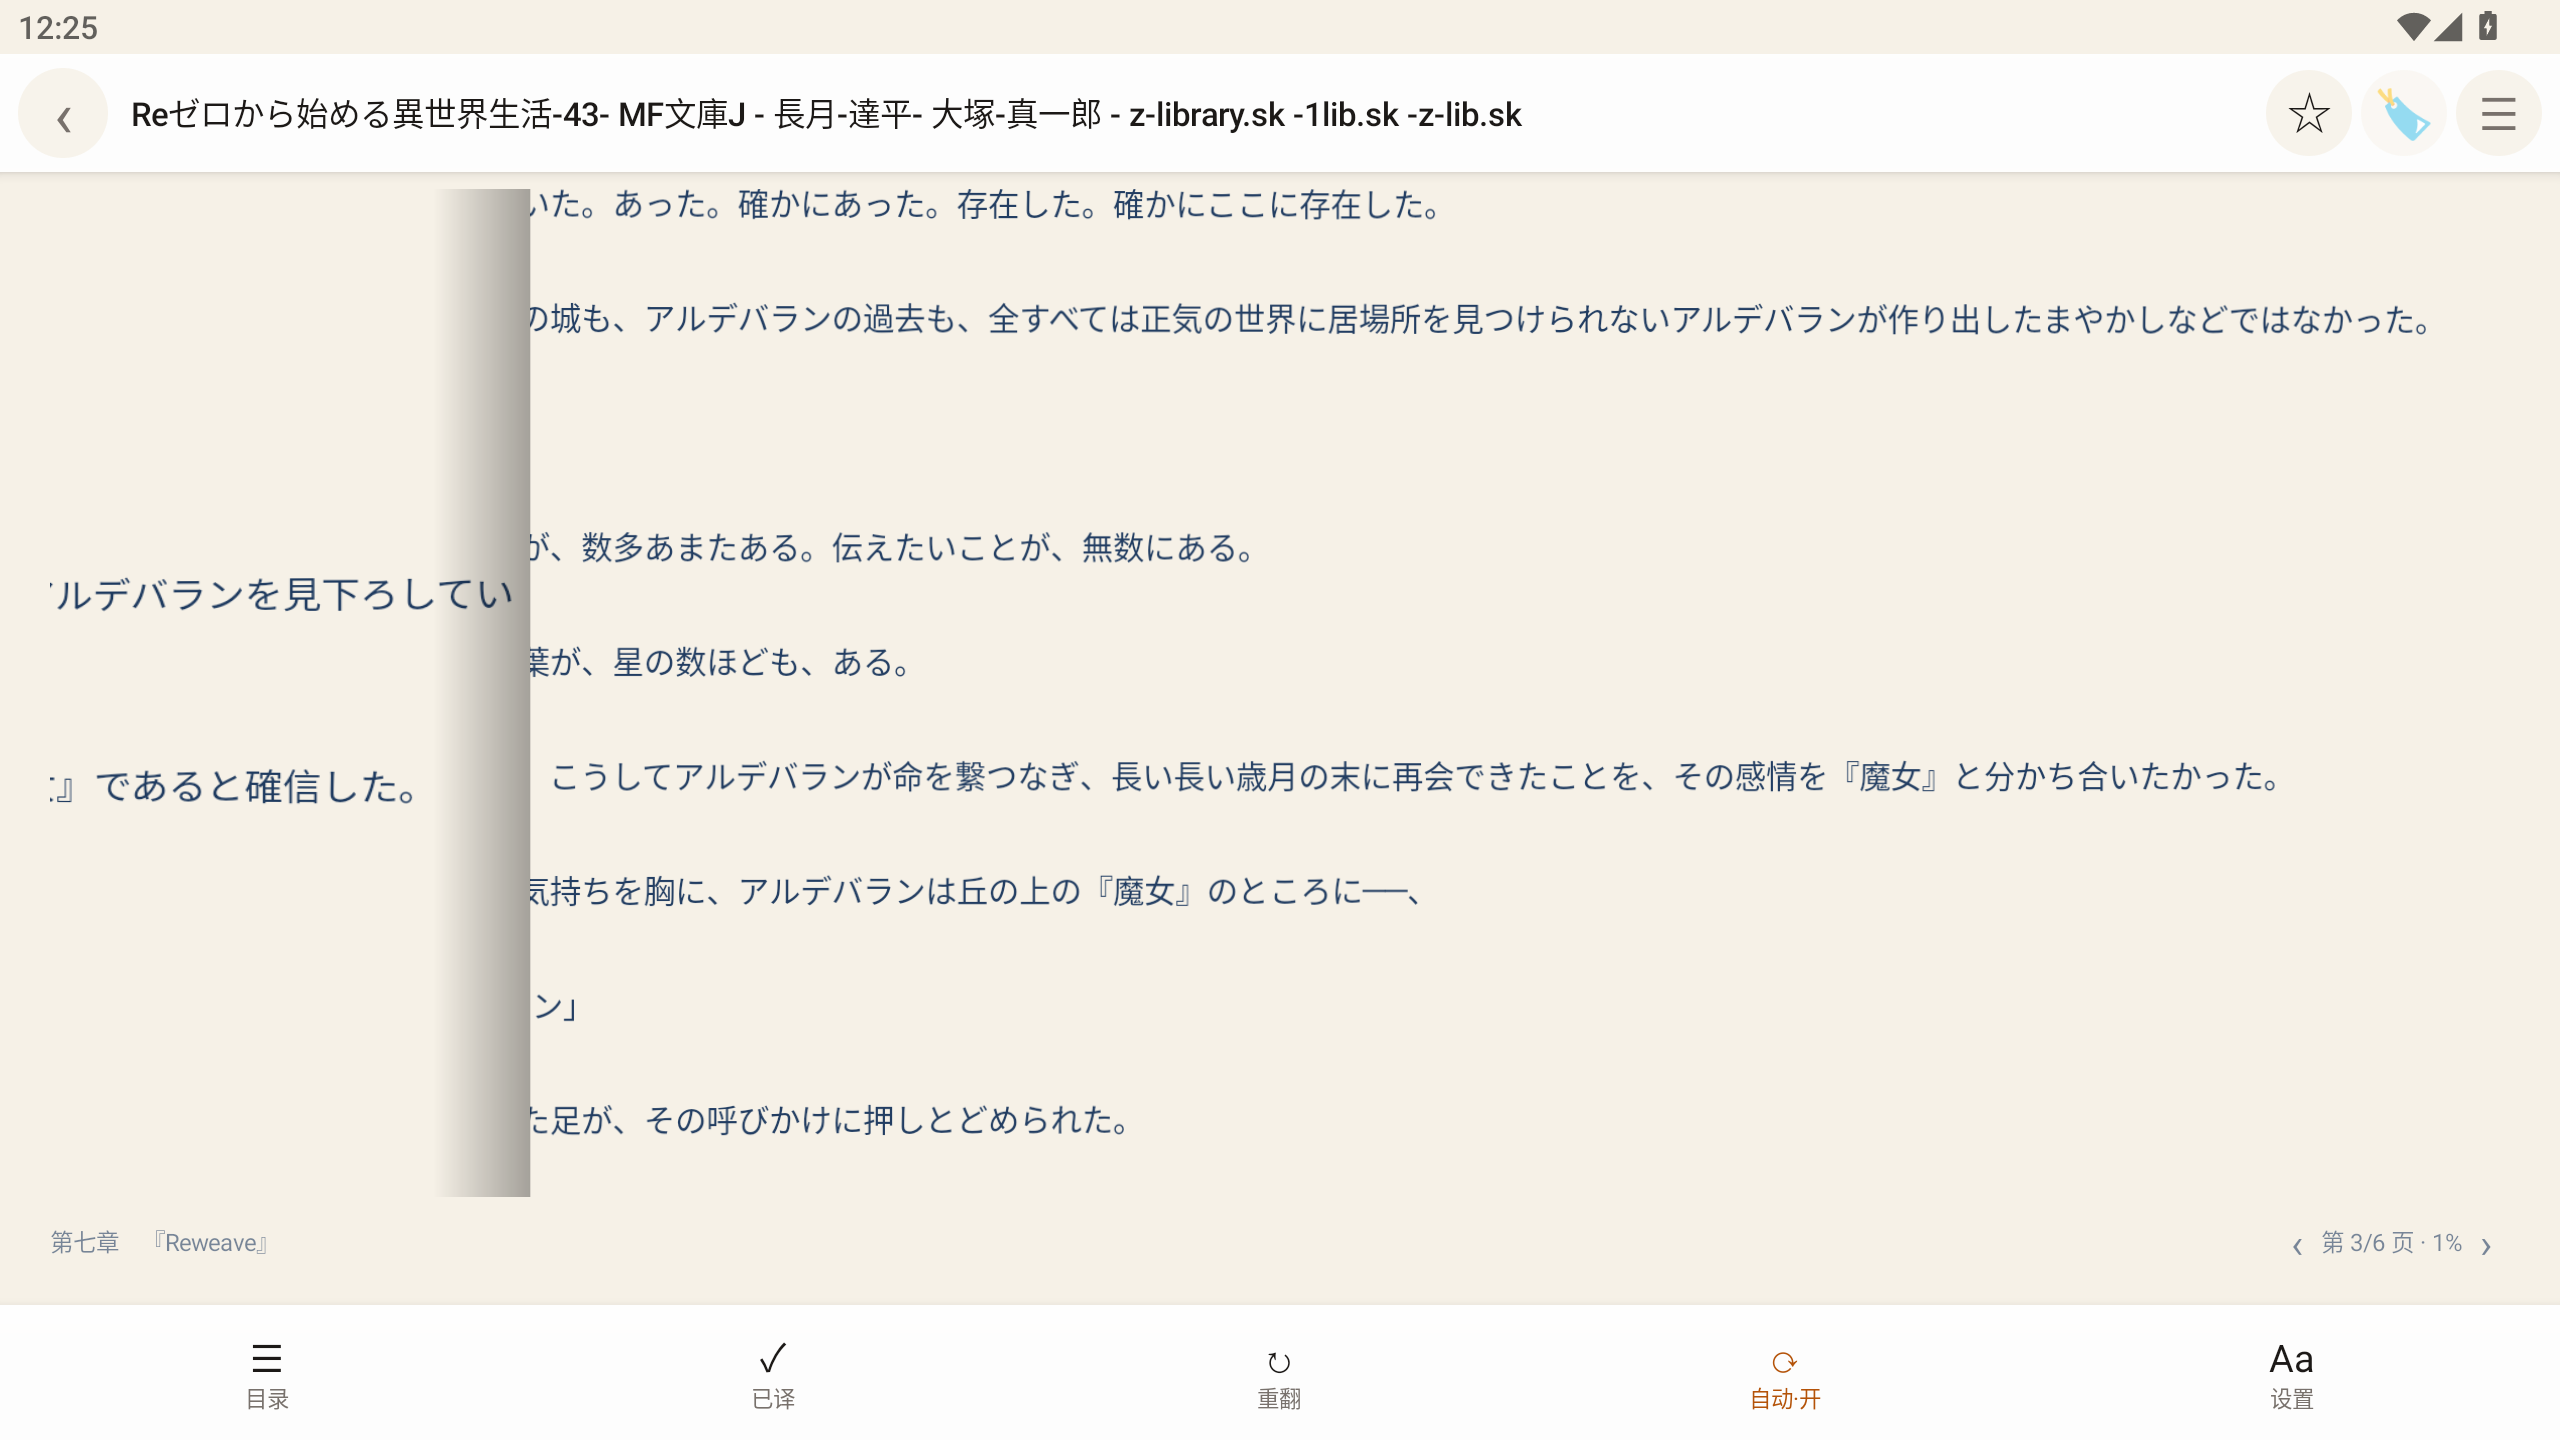 12:25
‹ Reゼロから始める異世界生活-43- MF文庫J - 長月-達平- 大塚-真一郎 - z-library.sk -1lib.sk -z-lib.sk
いた。あった。確かにあった。存在した。確かにここに存在した。
の城も、アルデバランの過去も、全すべては正気の世界に居場所を見つけられないアルデバランが作り出したまやかしなどではなかった。
が、数多あまたある。伝えたいことが、無数にある。
ルデバランを見下ろしてい
葉が、星の数ほども、ある。
こうしてアルデバランが命を繋つなぎ、長い長い歳月の末に再会できたことを、その感情を『魔女』と分かち合いたかった。
』であると確信した。
気持ちを胸に、アルデバランは丘の上の『魔女』のところに──、
ン」
た足が、その呼びかけに押しとどめられた。
第七章　『Reweave』
‹ 第 3/6 页 · 1% ›
目录
已译
重翻
自动·开
Aa
设置